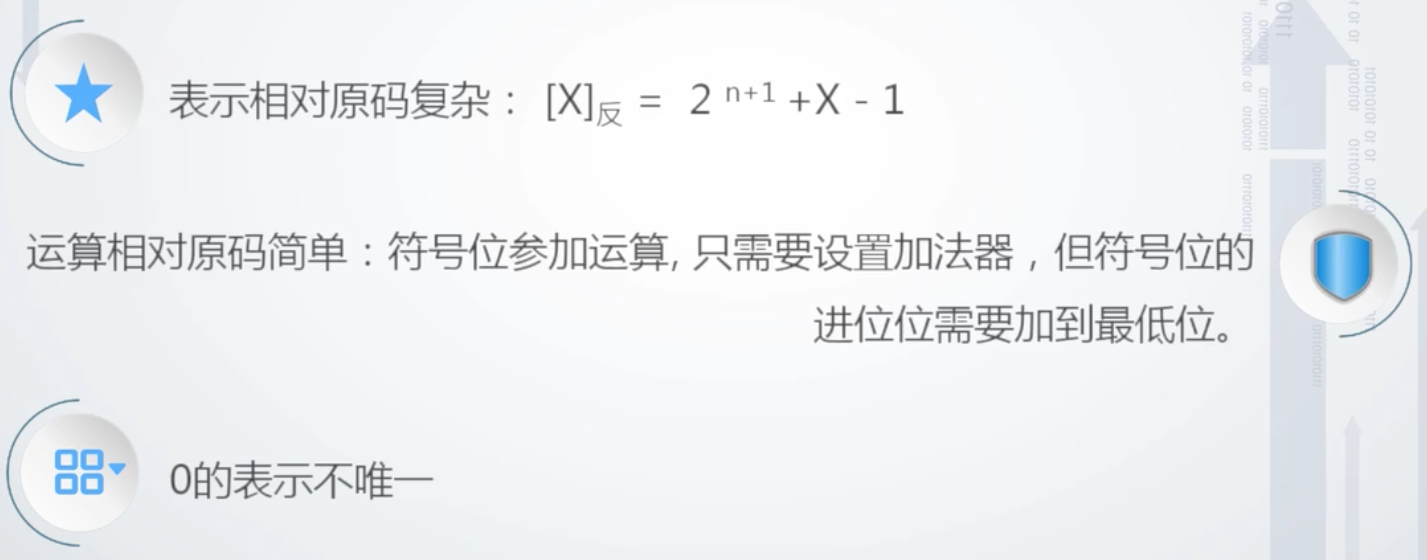 表示相对原码复杂：[X]反 = 2 n+1 +X - 1
运算相对原码简单：符号位参加运算, 只需要设置加法器，但符号位的
进位位需要加到最低位。
0的表示不唯一